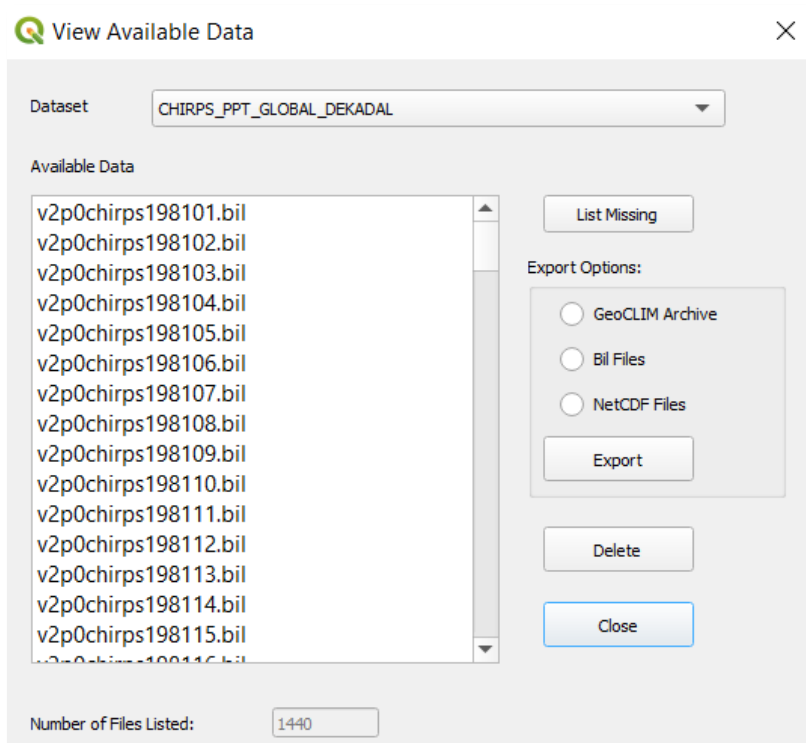 View Available Data
Dataset
CHIRPS_PPT_GLOBAL_DEKADAL
Available Data
v2p0chirps198101.bil
v2p0chirps198102.bil
v2p0chirps198103.bil
v2p0chirps198104.bil
v2p0chirps198105.bil
v2p0chirps198106.bil
v2p0chirps198107.bil
v2p0chirps198108.bil
v2p0chirps198109.bil
v2p0chirps198110.bil
v2p0chirps198111.bil
v2p0chirps198112.bil
v2p0chirps198113.bil
v2p0chirps198114.bil
v2p0chirps198115.bil
List Missing
Export Options:
GeoCLIM Archive
Bil Files
NetCDF Files
Export
Delete
Close
Number of Files Listed:
1440